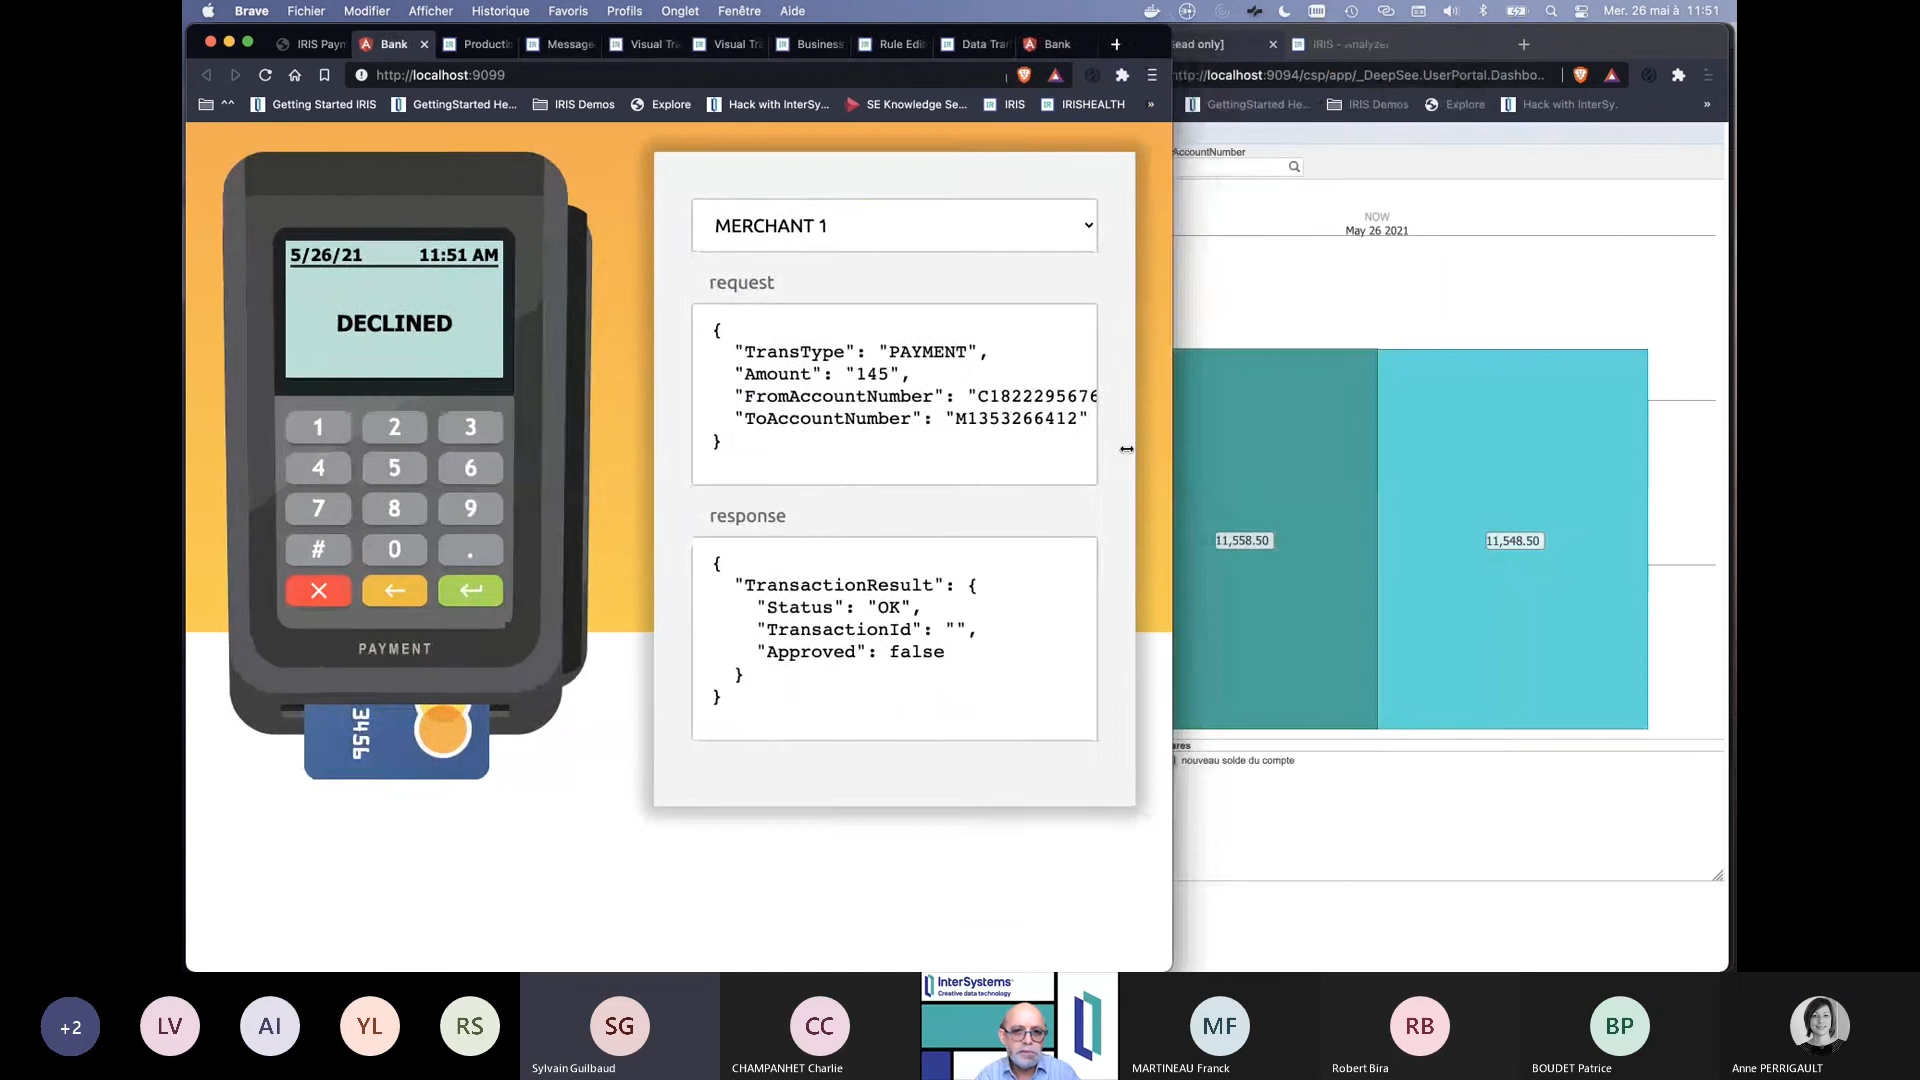 Brave Fichier Modifier Afficher Historique Favoris Profils Onglet Fenêtre Aide Mer. 26 mai à 11:51
IRIS Paym Bank Productio Message Visual Tra Visual Tra Business Rule Edit Data Tran Bank
http://localhost:9099
^^ Getting Started IRIS GettingStarted He... IRIS Demos Explore Hack with InterSy... SE Knowledge Se... IRIS IRISHEALTH »
ead only] IRIS - Analyzer
http://localhost:9094/csp/app/_DeepSee.UserPortal.Dashbo..
GettingStarted He... IRIS Demos Explore Hack with InterSy. »
5/26/21 11:51 AM
DECLINED
1 2 3
4 5 6
7 8 9
# 0 .
PAYMENT
3456
MERCHANT 1
request
{
"TransType": "PAYMENT",
"Amount": "145",
"FromAccountNumber": "C1822295676
"ToAccountNumber": "M1353266412"
}
response
{
"TransactionResult": {
"Status": "OK",
"TransactionId": "",
"Approved": false
}
}
AccountNumber
NOW
May 26 2021
11,558.50
11,548.50
ares
nouveau solde du compte
+2 LV AI YL RS SG CC MF RB BP
InterSystems
Creative data technology
Sylvain Guilbaud
CHAMPANHET Charlie
MARTINEAU Franck
Robert Bira
BOUDET Patrice
Anne PERRIGAULT